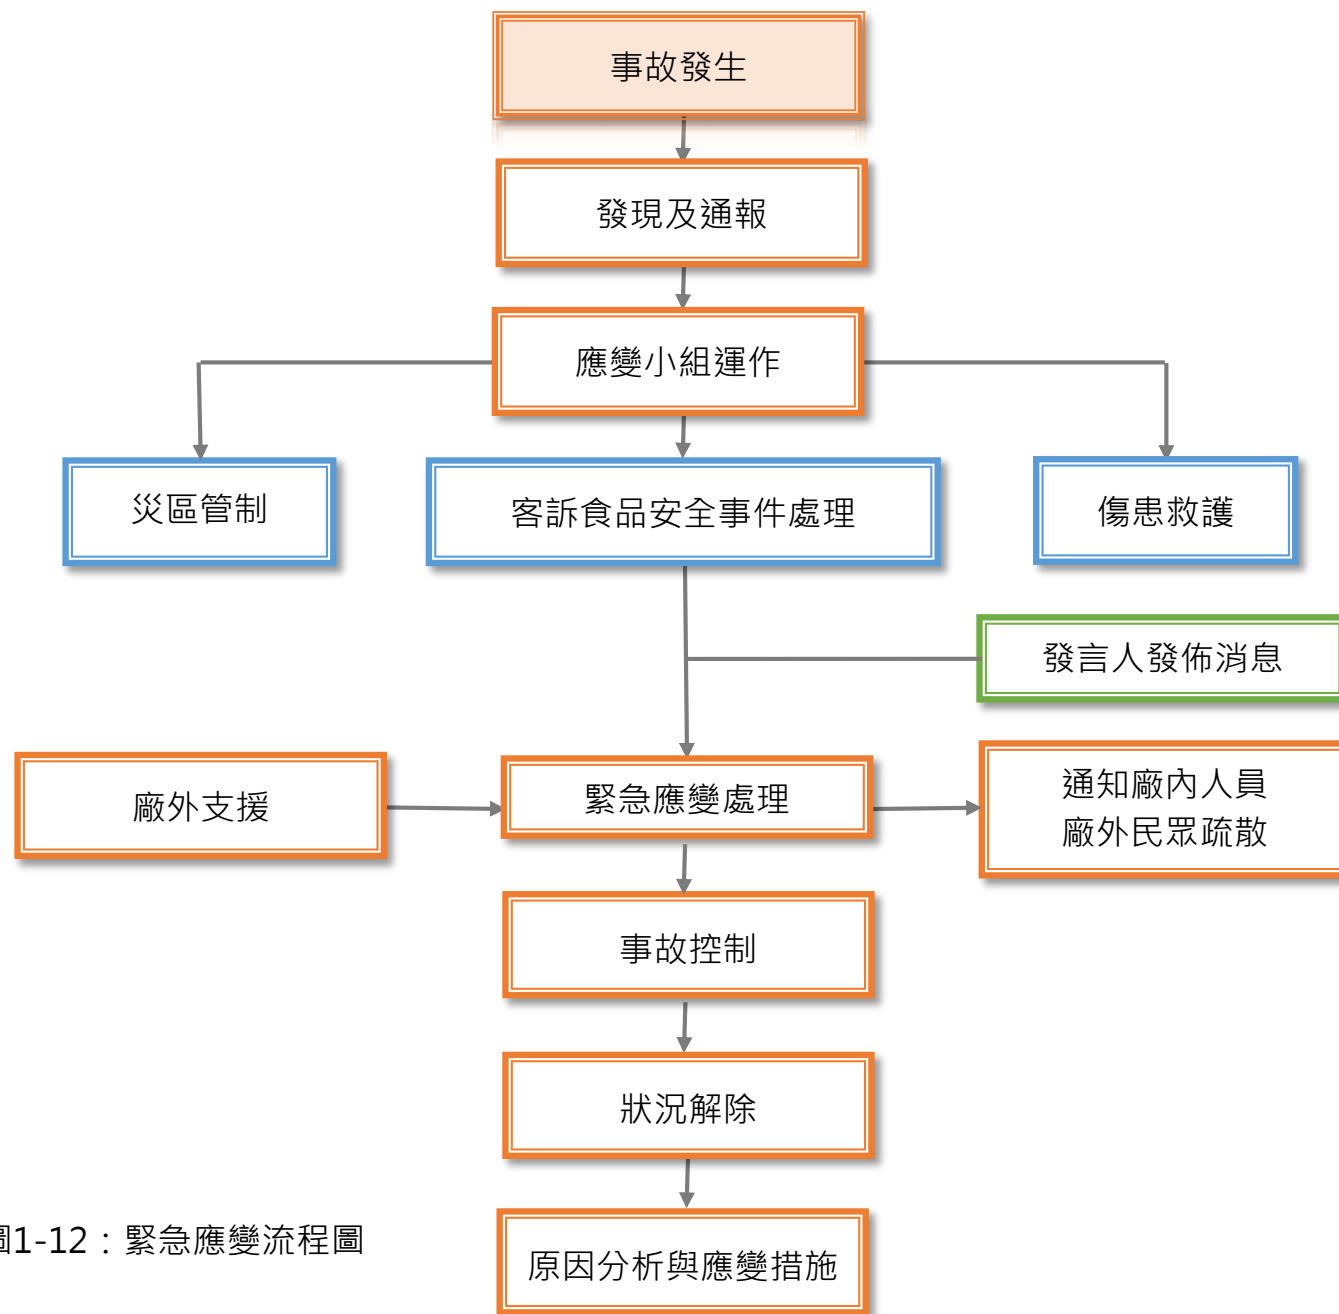 事故發生
發現及通報
應變小組運作
災區管制
客訴食品安全事件處理
傷患救護
發言人發佈消息
廠外支援
緊急應變處理
通知廠內人員
廠外民眾疏散
事故控制
狀況解除
原因分析與應變措施
圖1-12：緊急應變流程圖